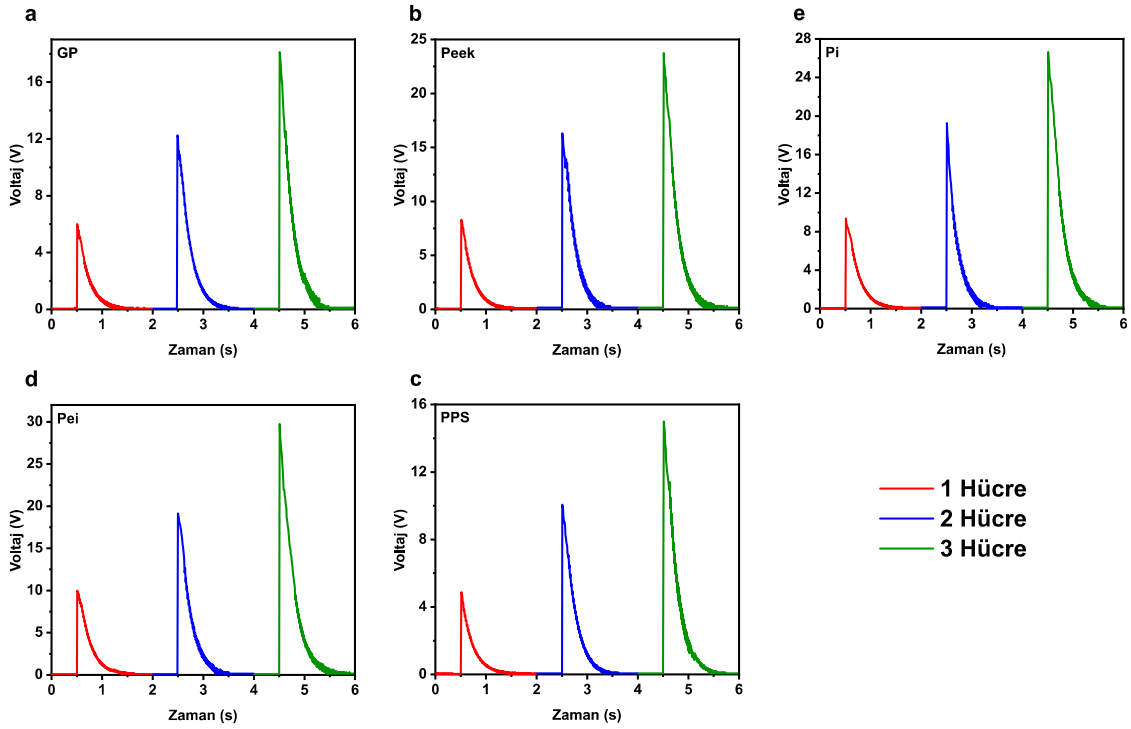 a
GP
Voltaj (V)
0
4
8
12
16
0 1 2 3 4 5 6
Zaman (s)
b
Peek
Voltaj (V)
0
5
10
15
20
25
0 1 2 3 4 5 6
Zaman (s)
e
Pi
Voltaj (V)
0
4
8
12
16
20
24
28
0 1 2 3 4 5 6
Zaman (s)
d
Pei
Voltaj (V)
0
5
10
15
20
25
30
0 1 2 3 4 5 6
Zaman (s)
c
PPS
Voltaj (V)
0
4
8
12
16
0 1 2 3 4 5 6
Zaman (s)
1 Hücre
2 Hücre
3 Hücre